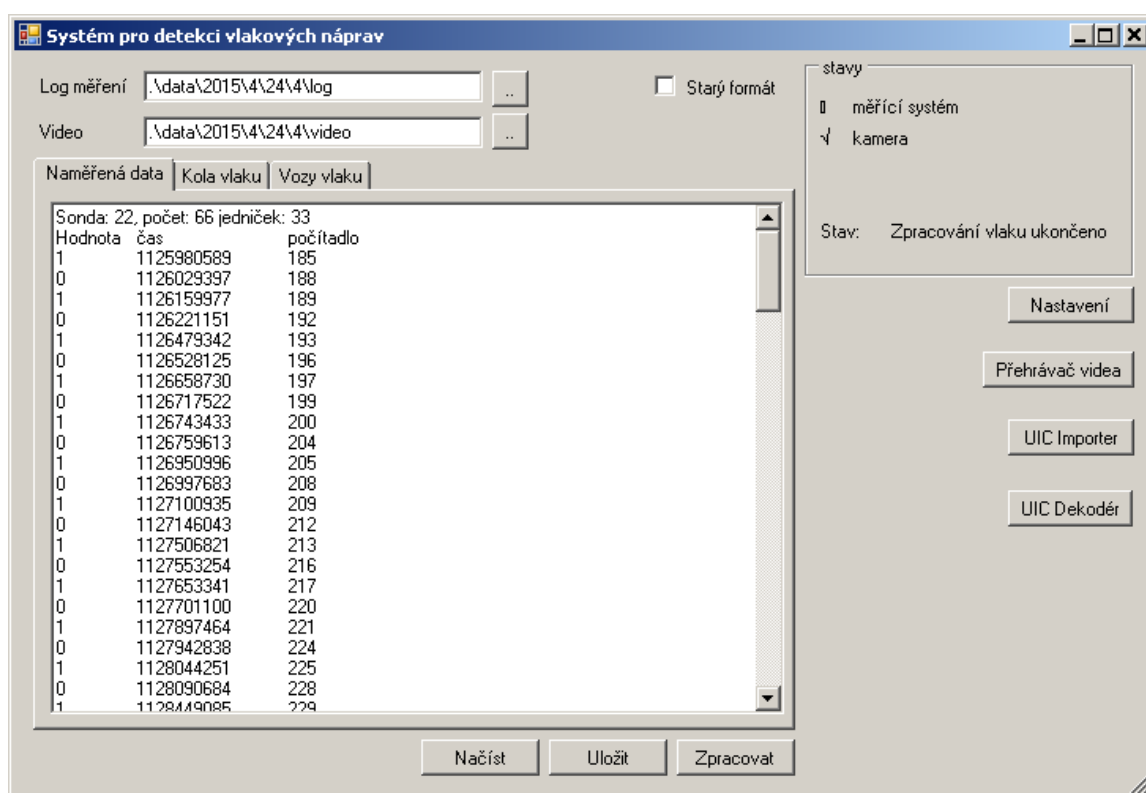 Systém pro detekci vlakových náprav
Log měření .\data\2015\4\24\4\log .. Starý formát
Video .\data\2015\4\24\4\video ..
stavy
měřící systém
√ kamera
Stav: Zpracování vlaku ukončeno
Naměřená data Kola vlaku Vozy vlaku
Sonda: 22, počet: 66 jedniček: 33
Hodnota čas počítadlo
1 1125980589 185
0 1126029397 188
1 1126159977 189
0 1126221151 192
1 1126479342 193
0 1126528125 196
1 1126658730 197
0 1126717522 199
1 1126743433 200
0 1126759613 204
1 1126950996 205
0 1126997683 208
1 1127100935 209
0 1127146043 212
1 1127506821 213
0 1127553254 216
1 1127653341 217
0 1127701100 220
1 1127897464 221
0 1127942838 224
1 1128044251 225
0 1128090684 228
1 1128449085 229
Nastavení
Přehrávač videa
UIC Importer
UIC Dekodér
Načíst Uložit Zpracovat